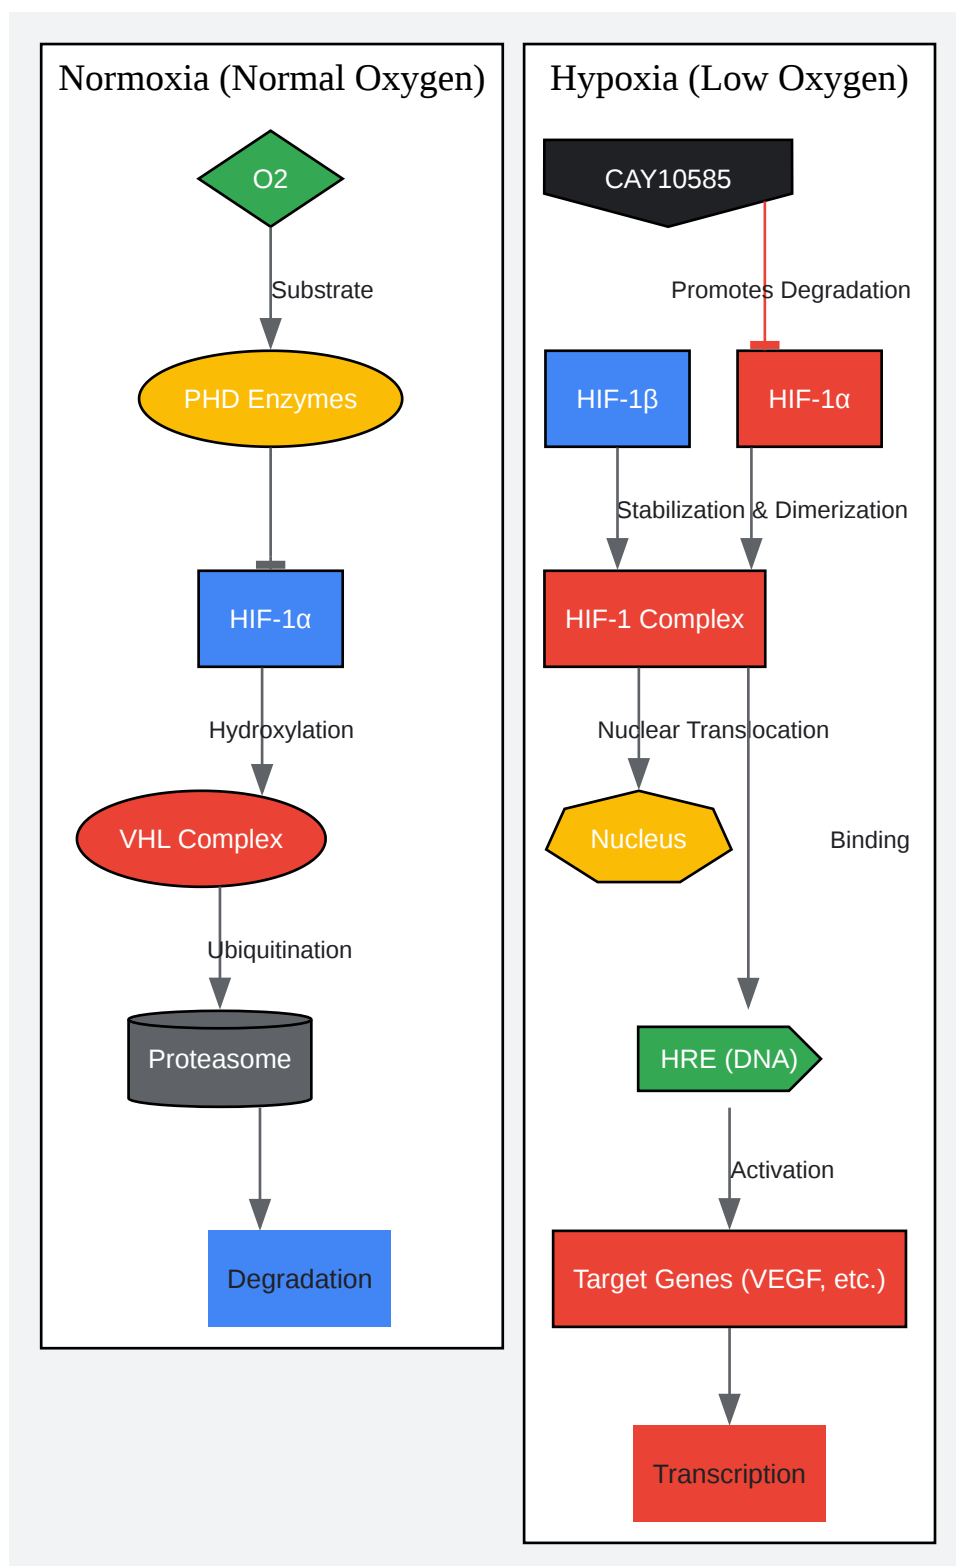 Normoxia (Normal Oxygen)
O2
Substrate
PHD Enzymes
HIF-1α
Hydroxylation
VHL Complex
Ubiquitination
Proteasome
Degradation
Hypoxia (Low Oxygen)
CAY10585
Promotes Degradation
HIF-1β
HIF-1α
Stabilization & Dimerization
HIF-1 Complex
Nuclear Translocation
Nucleus
Binding
HRE (DNA)
Activation
Target Genes (VEGF, etc.)
Transcription